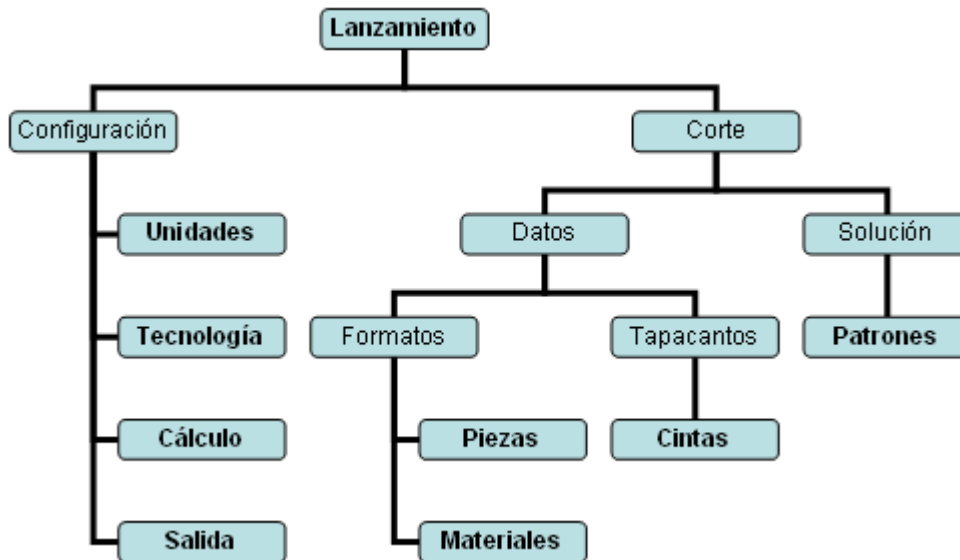 Lanzamiento
Configuración
Corte
Unidades
Datos
Solución
Tecnología
Formatos
Tapacantos
Patrones
Cálculo
Piezas
Cintas
Salida
Materiales